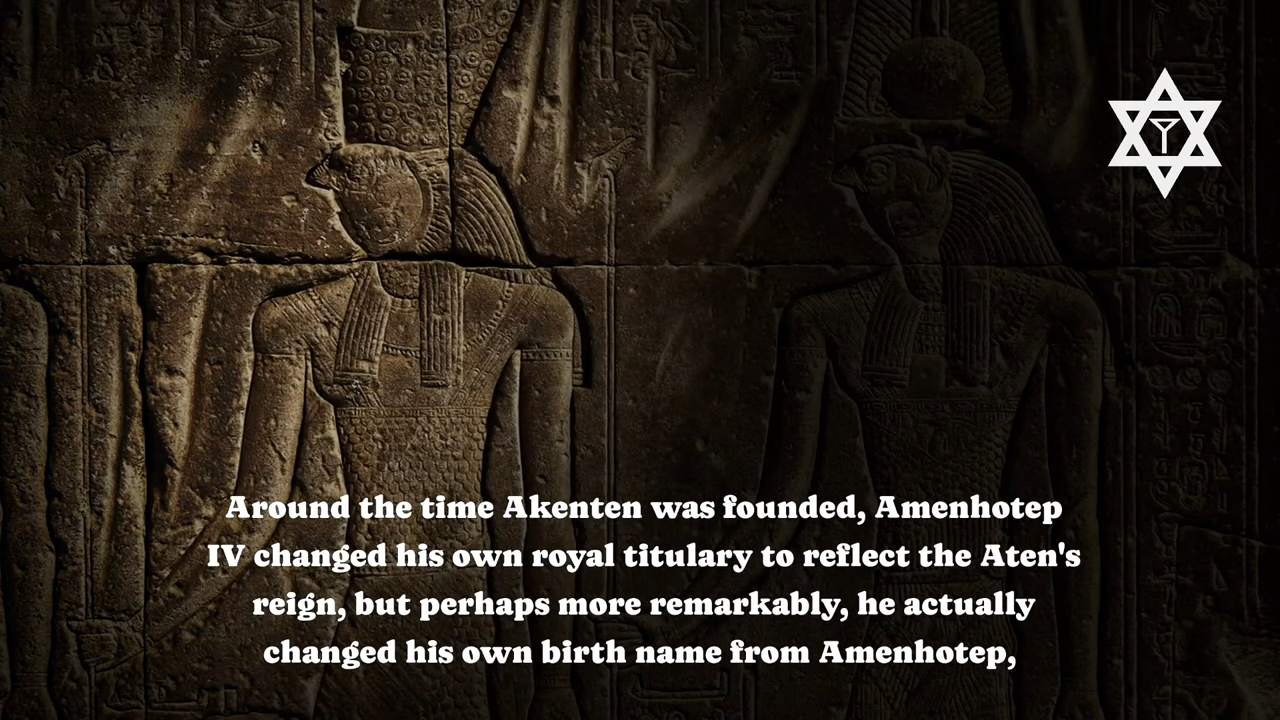 Around the time Akenten was founded, Amenhotep
IV changed his own royal titulary to reflect the Aten's
reign, but perhaps more remarkably, he actually
changed his own birth name from Amenhotep,